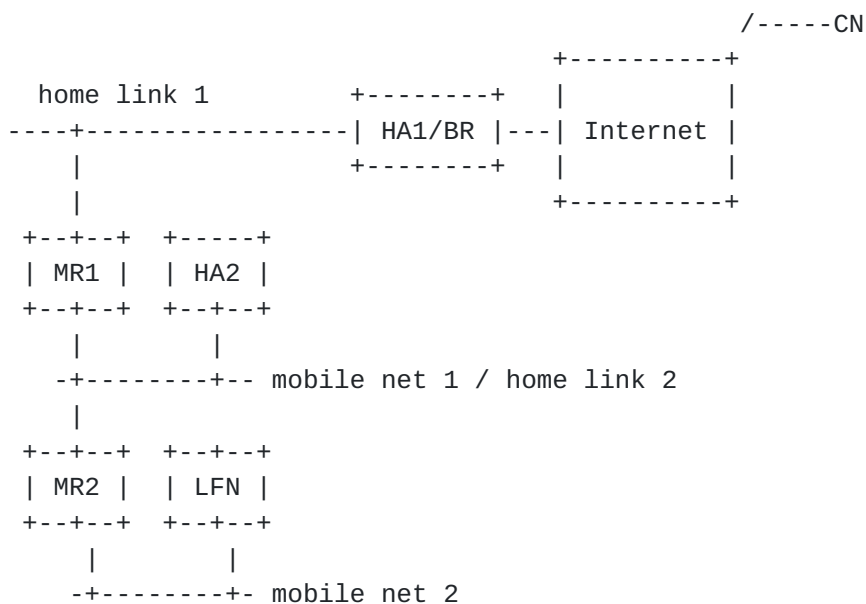 CN
home link 1
HA1/BR Internet
MR1 HA2
mobile net 1 / home link 2
MR2 LFN
mobile net 2